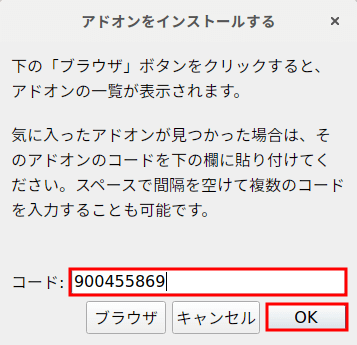 アドオンをインストールする
下の「ブラウザ」ボタンをクリックすると、
アドオンの一覧が表示されます。
気に入ったアドオンが見つかった場合は、そ
のアドオンのコードを下の欄に貼り付けてく
ださい。スペースで間隔を空けて複数のコード
を入力することも可能です。
コード: 900455869
ブラウザ キャンセル OK